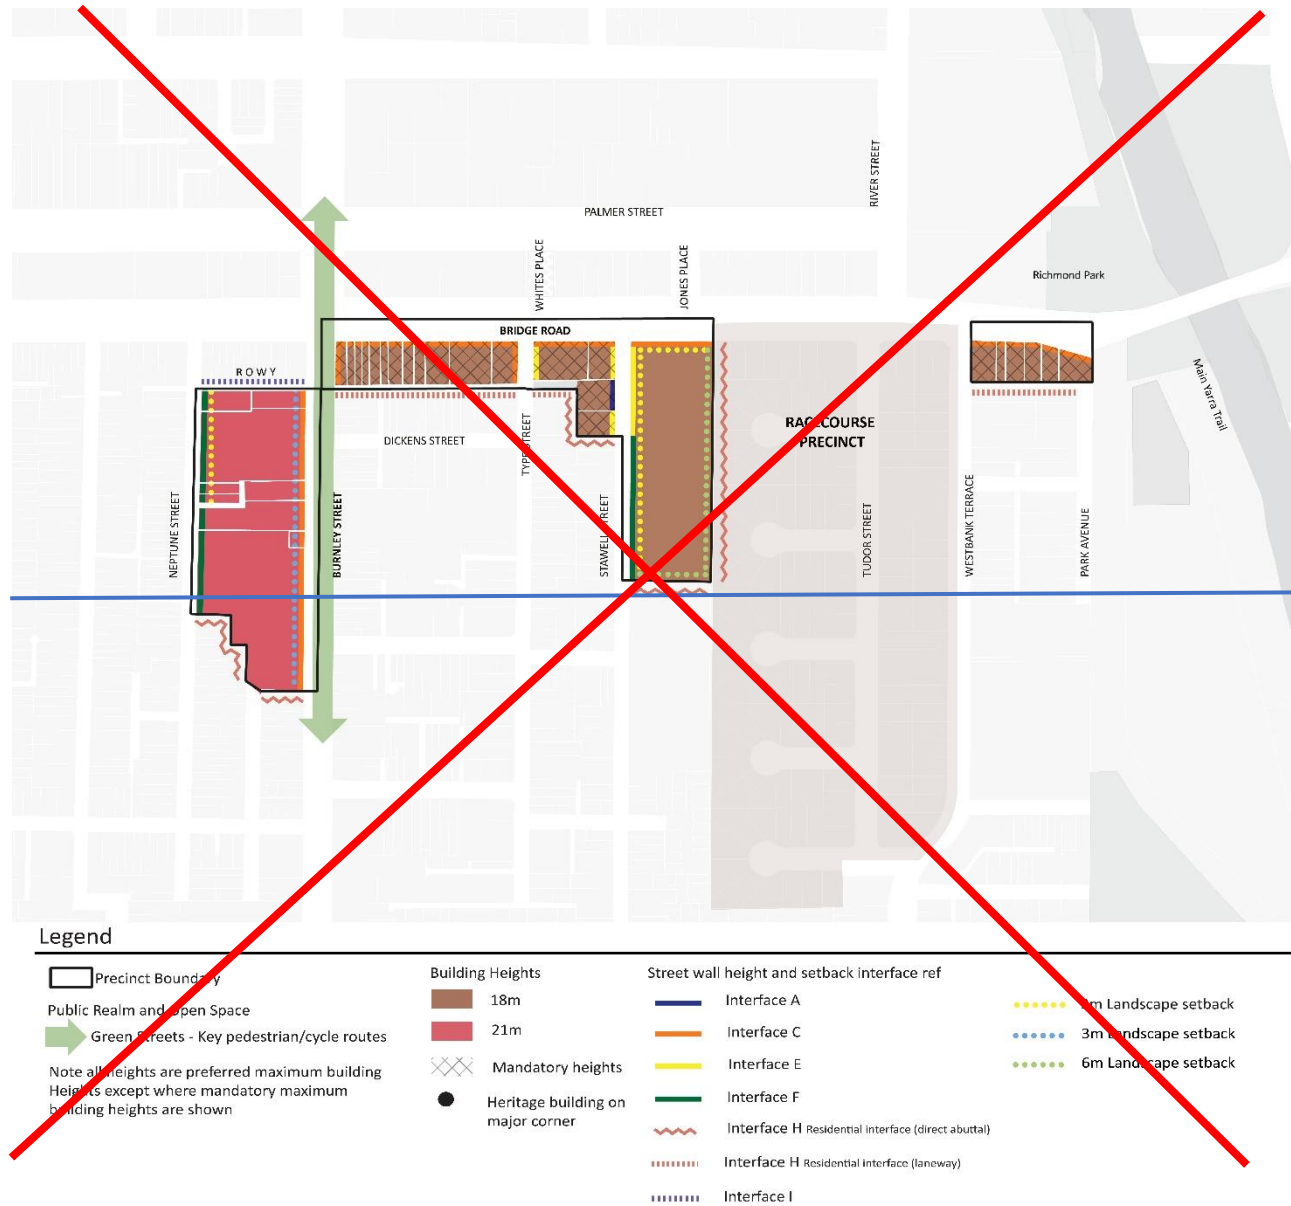 RIVER STREET
PALMER STREET
WHITES PLACE
JONES PLACE
Richmond Park
BRIDGE ROAD
R O W Y
Main Yarra Trail
RACECOURSE
PRECINCT
DICKENS STREET
TYPE STREET
NEPTUNE STREET
BURNLEY STREET
STAWELL STREET
TUDOR STREET
WESTBANK TERRACE
PARK AVENUE
Legend
Precinct Boundary
Public Realm and Open Space
Green Streets - Key pedestrian/cycle routes
Note all heights are preferred maximum building
Heights except where mandatory maximum
building heights are shown
Building Heights
18m
21m
Mandatory heights
Heritage building on
major corner
Street wall height and setback interface ref
Interface A
Interface C
Interface E
Interface F
Interface H Residential interface (direct abuttal)
Interface H Residential interface (laneway)
Interface I
m Landscape setback
3m Landscape setback
6m Landscape setback